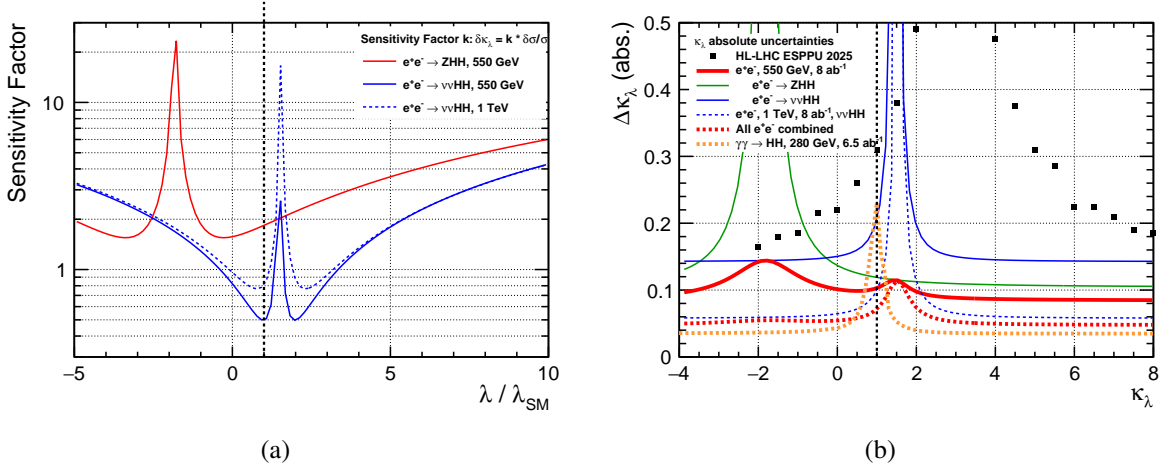 Sensitivity Factor k: δκλ = k * δσ/σ
e⁺e⁻ → ZHH, 550 GeV
e⁺e⁻ → ννHH, 550 GeV
e⁺e⁻ → ννHH, 1 TeV
Sensitivity Factor
10
1
−5 0 5 10
λ / λSM
(a)
κλ absolute uncertainties
HL-LHC ESPPU 2025
e⁺e⁻, 550 GeV, 8 ab⁻¹
e⁺e⁻ → ZHH
e⁺e⁻ → ννHH
e⁺e⁻, 1 TeV, 8 ab⁻¹, ννHH
All e⁺e⁻ combined
γγ → HH, 280 GeV, 6.5 ab⁻¹
Δκλ (abs.)
0.5
0.4
0.3
0.2
0.1
0
−4 −2 0 2 4 6 8
κλ
(b)